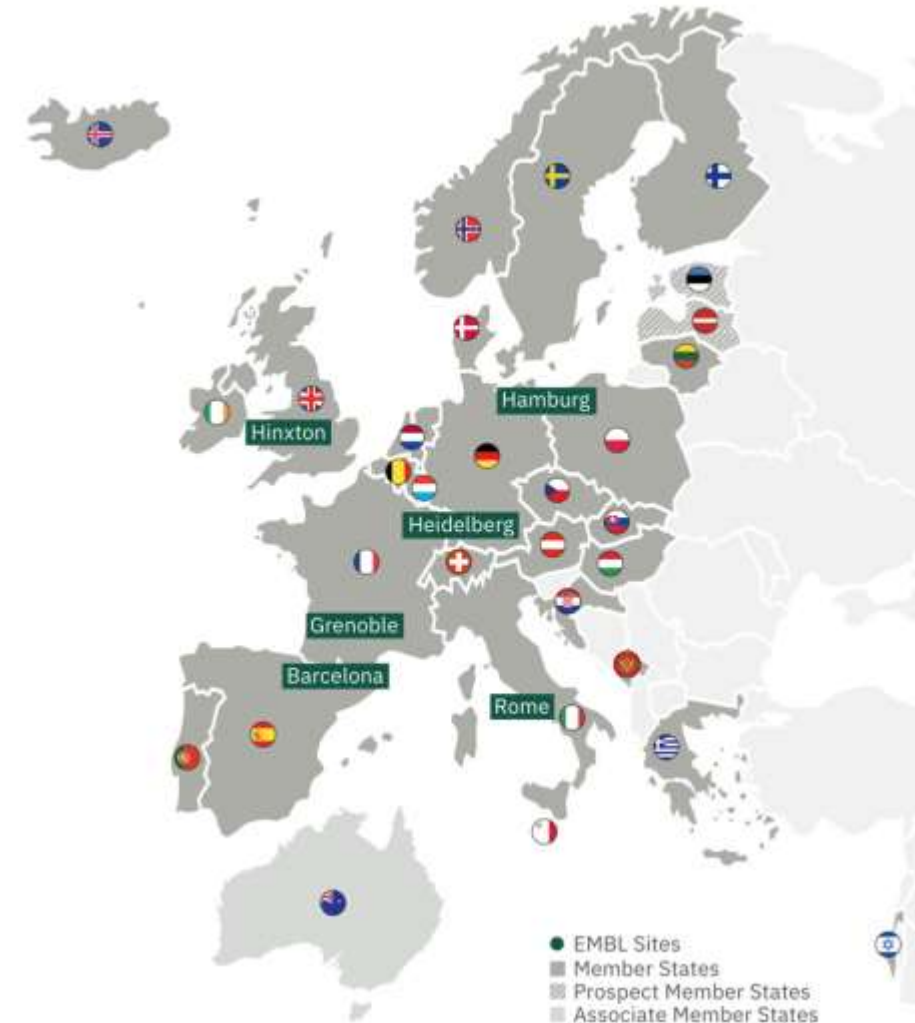 Hamburg
Hinxton
Heidelberg
Grenoble
Barcelona
Rome
EMBL Sites
Member States
Prospect Member States
Associate Member States